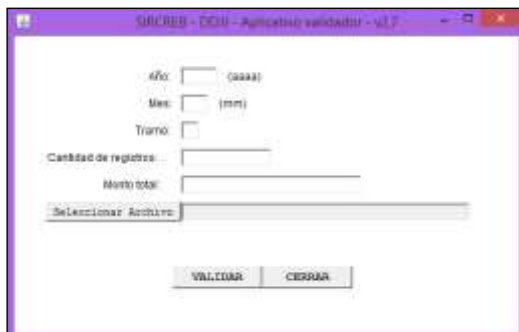 SIRCREB - DDJJ - Aplicativo validador - v1.7
Año: (aaaa)
Mes: (mm)
Tramo:
Cantidad de registros:
Monto total:
Seleccionar Archivo
VALIDAR CERRAR